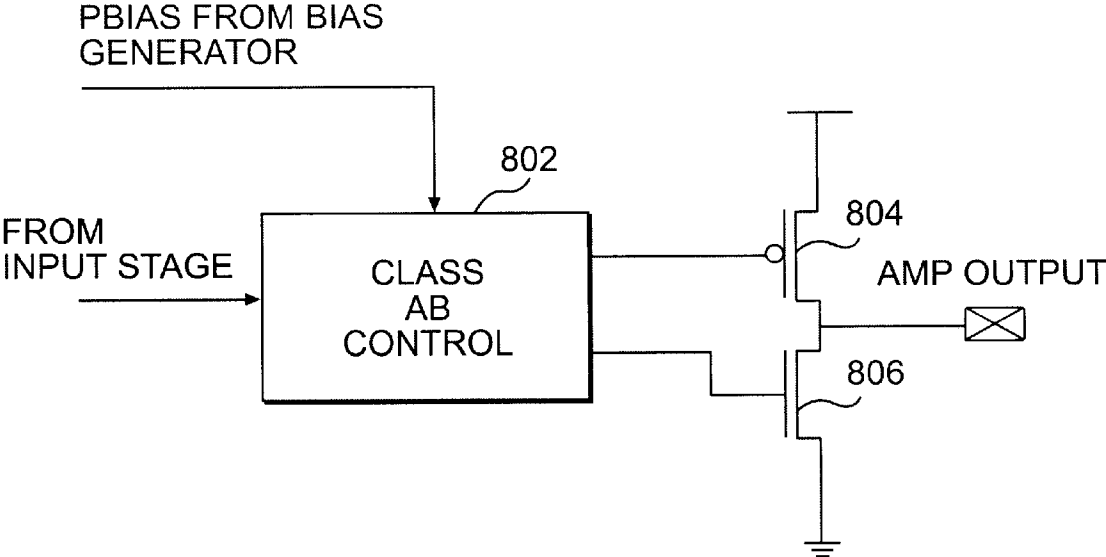 PBIAS FROM BIAS
GENERATOR
802
FROM
INPUT STAGE
CLASS
AB
CONTROL
804
AMP OUTPUT
806